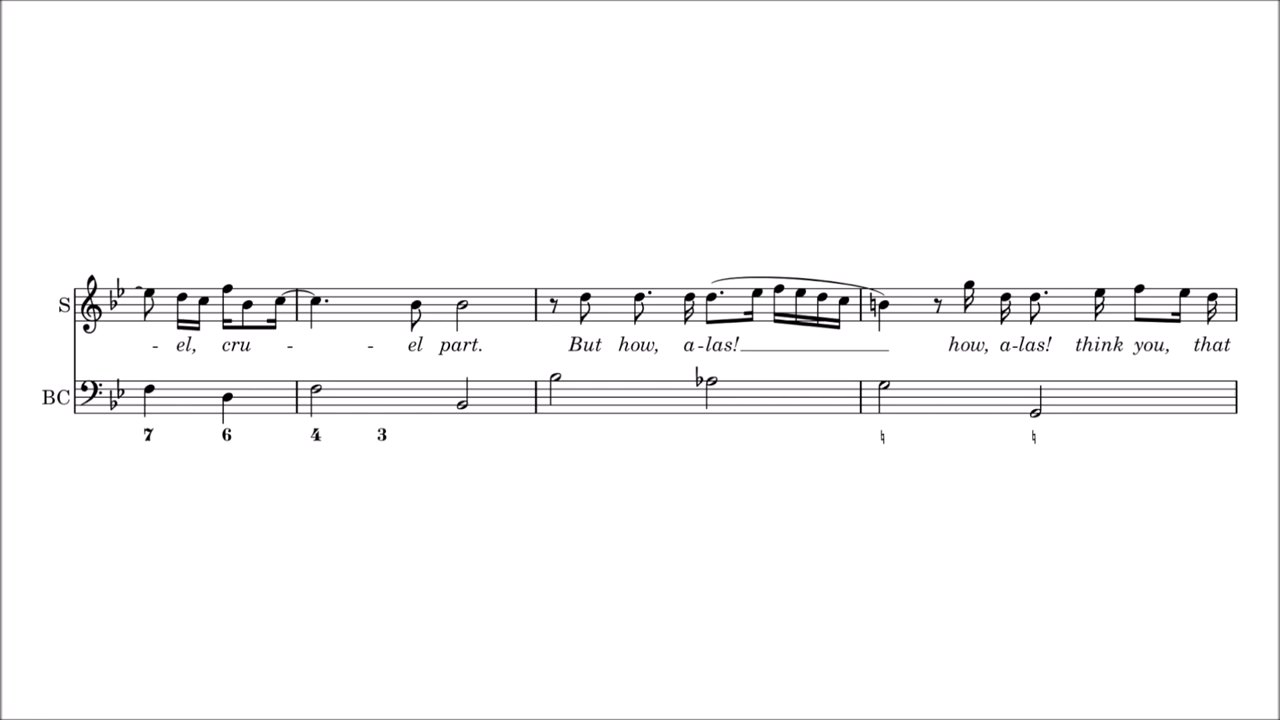 S
- el, cru - - el part. But how, a-las! how, a-las! think you, that
BC
7 6 4 3 ♮ ♮